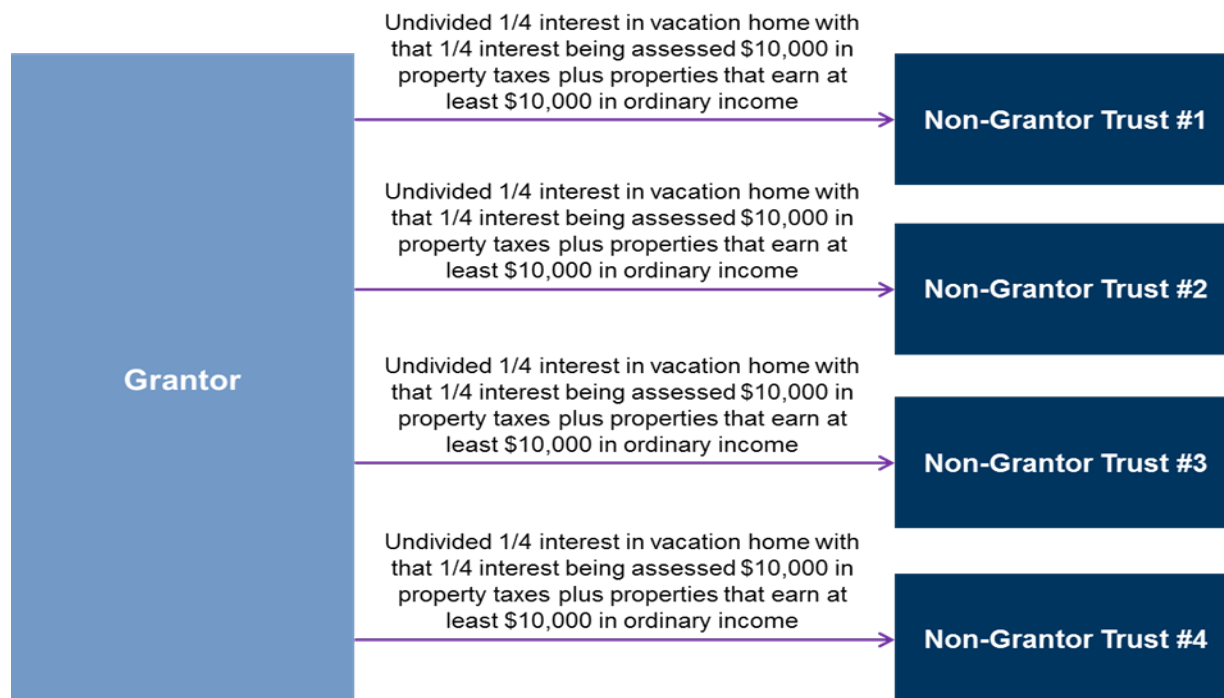 Undivided 1/4 interest in vacation home with
that 1/4 interest being assessed $10,000 in
property taxes plus properties that earn at
least $10,000 in ordinary income
Non-Grantor Trust #1
Undivided 1/4 interest in vacation home with
that 1/4 interest being assessed $10,000 in
property taxes plus properties that earn at
least $10,000 in ordinary income
Non-Grantor Trust #2
Grantor
Undivided 1/4 interest in vacation home with
that 1/4 interest being assessed $10,000 in
property taxes plus properties that earn at
least $10,000 in ordinary income
Non-Grantor Trust #3
Undivided 1/4 interest in vacation home with
that 1/4 interest being assessed $10,000 in
property taxes plus properties that earn at
least $10,000 in ordinary income
Non-Grantor Trust #4